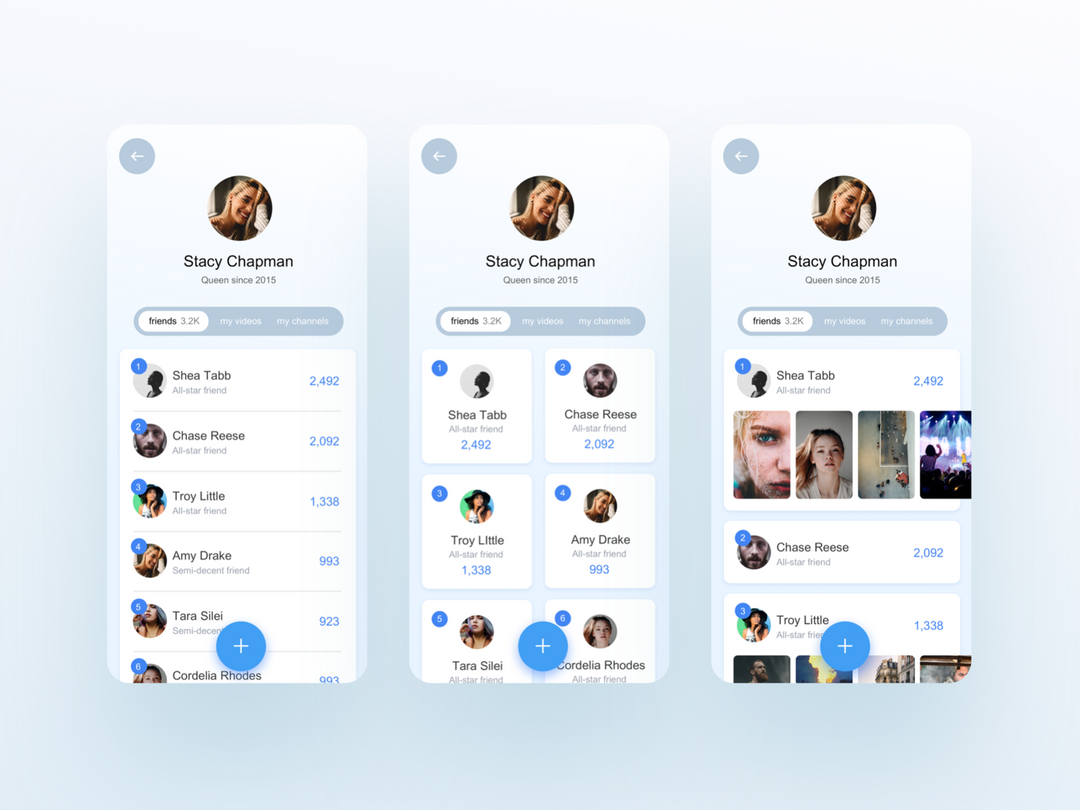 Stacy Chapman
Queen since 2015
friends 3.2K my videos my channels
1
Shea Tabb
All-star friend
2,492
2
Chase Reese
All-star friend
2,092
3
Troy Little
All-star friend
1,338
4
Amy Drake
Semi-decent friend
993
5
Tara Silei
Semi-decen
923
6
Cordelia Rhodes
993
Stacy Chapman
Queen since 2015
friends 3.2K my videos my channels
1
Shea Tabb
All-star friend
2,492
2
Chase Reese
All-star friend
2,092
3
Troy LIttle
All-star friend
1,338
4
Amy Drake
All-star friend
993
5
Tara Silei
All-star friend
6
Cordelia Rhodes
All-star friend
Stacy Chapman
Queen since 2015
friends 3.2K my videos my channels
1
Shea Tabb
All-star friend
2,492
2
Chase Reese
All-star friend
2,092
3
Troy Little
All-star frie
1,338